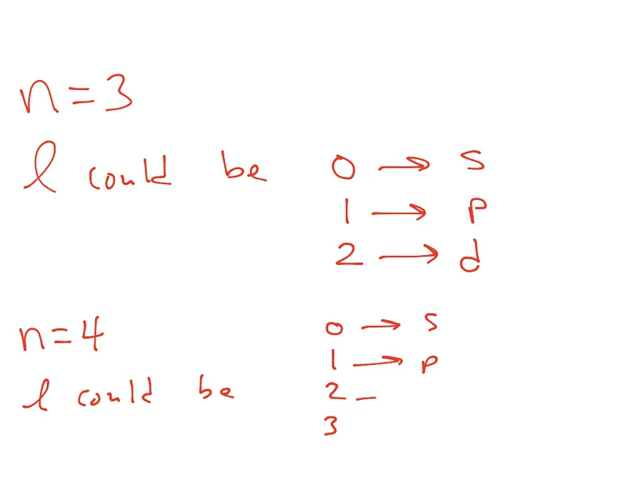 n=3
l could be 0 → s
1 → p
2 → d
n=4
0 → s
1 → p
l could be 2 –
3